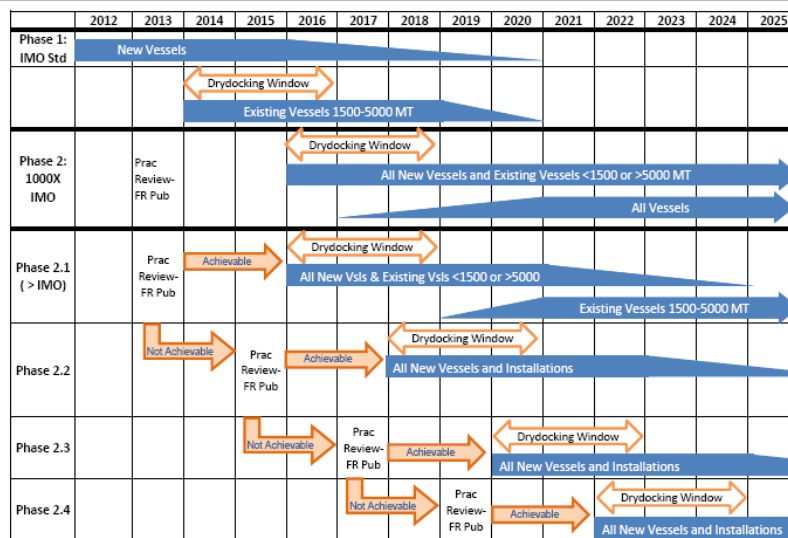 2012 2013 2014 2015 2016 2017 2018 2019 2020 2021 2022 2023 2024 2025
Phase 1:
IMO Std
New Vessels
Drydocking Window
Existing Vessels 1500-5000 MT
Phase 2:
1000X
IMO
Prac
Review-
FR Pub
Drydocking Window
All New Vessels and Existing Vessels <1500 or >5000 MT
All Vessels
Phase 2.1
( > IMO)
Prac
Review-
FR Pub
Achievable
Drydocking Window
All New Vsls & Existing Vsls <1500 or >5000
Existing Vessels 1500-5000 MT
Phase 2.2
Not Achievable
Prac
Review-
FR Pub
Achievable
Drydocking Window
All New Vessels and Installations
Phase 2.3
Not Achievable
Prac
Review-
FR Pub
Achievable
Drydocking Window
All New Vessels and Installations
Phase 2.4
Not Achievable
Prac
Review-
FR Pub
Achievable
Drydocking Window
All New Vessels and Installations